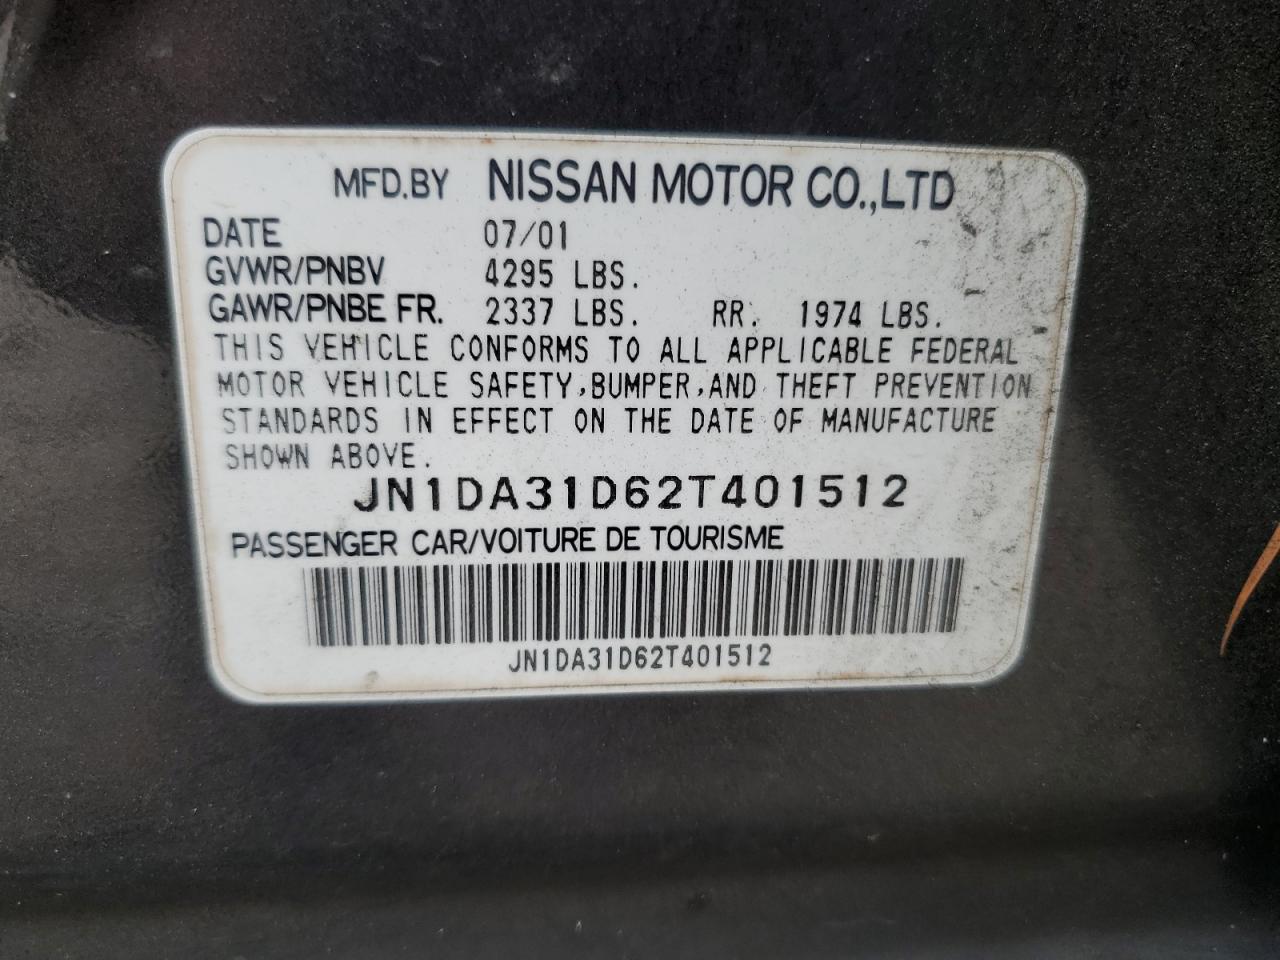 MFD.BY NISSAN MOTOR CO.,LTD
DATE 07/01
GVWR/PNBV 4295 LBS.
GAWR/PNBE FR. 2337 LBS. RR. 1974 LBS.
THIS VEHICLE CONFORMS TO ALL APPLICABLE FEDERAL
MOTOR VEHICLE SAFETY,BUMPER,AND THEFT PREVENTION
STANDARDS IN EFFECT ON THE DATE OF MANUFACTURE
SHOWN ABOVE.
JN1DA31D62T401512
PASSENGER CAR/VOITURE DE TOURISME
JN1DA31D62T401512